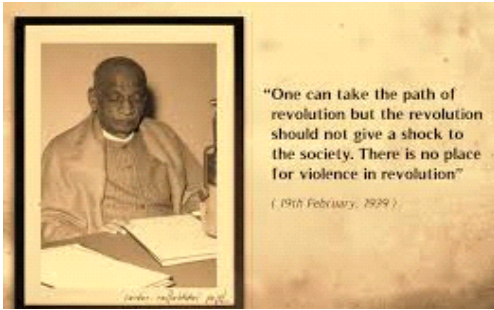 “One can take the path of
revolution but the revolution
should not give a shock to
the society. There is no place
for violence in revolution”
( 19th February, 1939 )